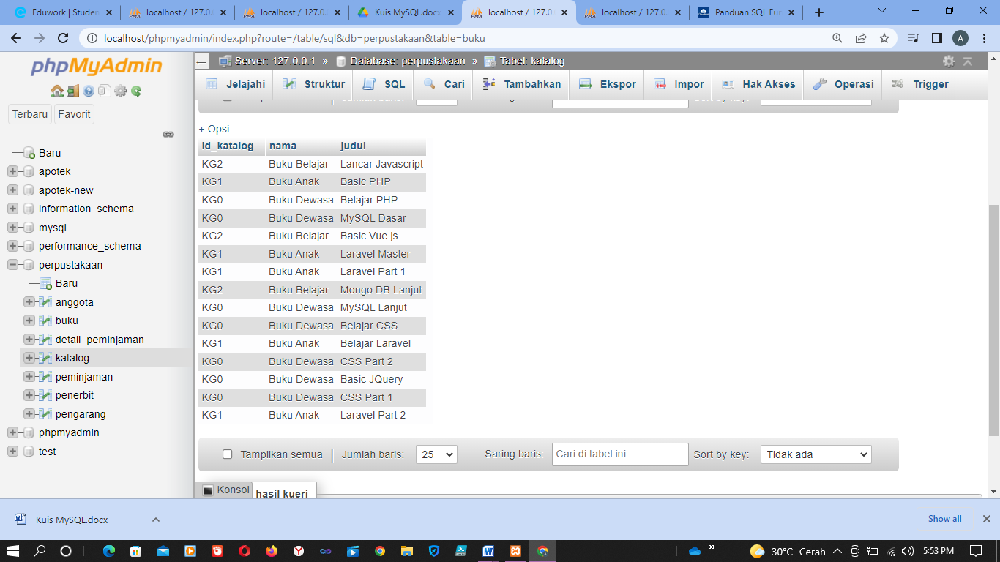 Eduwork | Studen
localhost / 127.0.
localhost / 127.0.
Kuis MySQL.docx
localhost / 127.0.
localhost / 127.0.
Panduan SQL Fun
localhost/phpmyadmin/index.php?route=/table/sql&db=perpustakaan&table=buku
A
phpMyAdmin
Terbaru Favorit
Baru
apotek
apotek-new
information_schema
mysql
performance_schema
perpustakaan
Baru
anggota
buku
detail_peminjaman
katalog
peminjaman
penerbit
pengarang
phpmyadmin
test
Server: 127.0.0.1 » Database: perpustakaan » Tabel: katalog
Jelajahi Struktur SQL Cari Tambahkan Ekspor Impor Hak Akses Operasi Trigger
+ Opsi
id_katalog nama judul
KG2 Buku Belajar Lancar Javascript
KG1 Buku Anak Basic PHP
KG0 Buku Dewasa Belajar PHP
KG0 Buku Dewasa MySQL Dasar
KG2 Buku Belajar Basic Vue.js
KG1 Buku Anak Laravel Master
KG1 Buku Anak Laravel Part 1
KG2 Buku Belajar Mongo DB Lanjut
KG0 Buku Dewasa MySQL Lanjut
KG0 Buku Dewasa Belajar CSS
KG1 Buku Anak Belajar Laravel
KG0 Buku Dewasa CSS Part 2
KG0 Buku Dewasa Basic JQuery
KG0 Buku Dewasa CSS Part 1
KG1 Buku Anak Laravel Part 2
Tampilkan semua Jumlah baris: 25 Saring baris: Cari di tabel ini Sort by key: Tidak ada
Konsol hasil kueri
Kuis MySQL.docx
Show all
30°C Cerah
5:53 PM